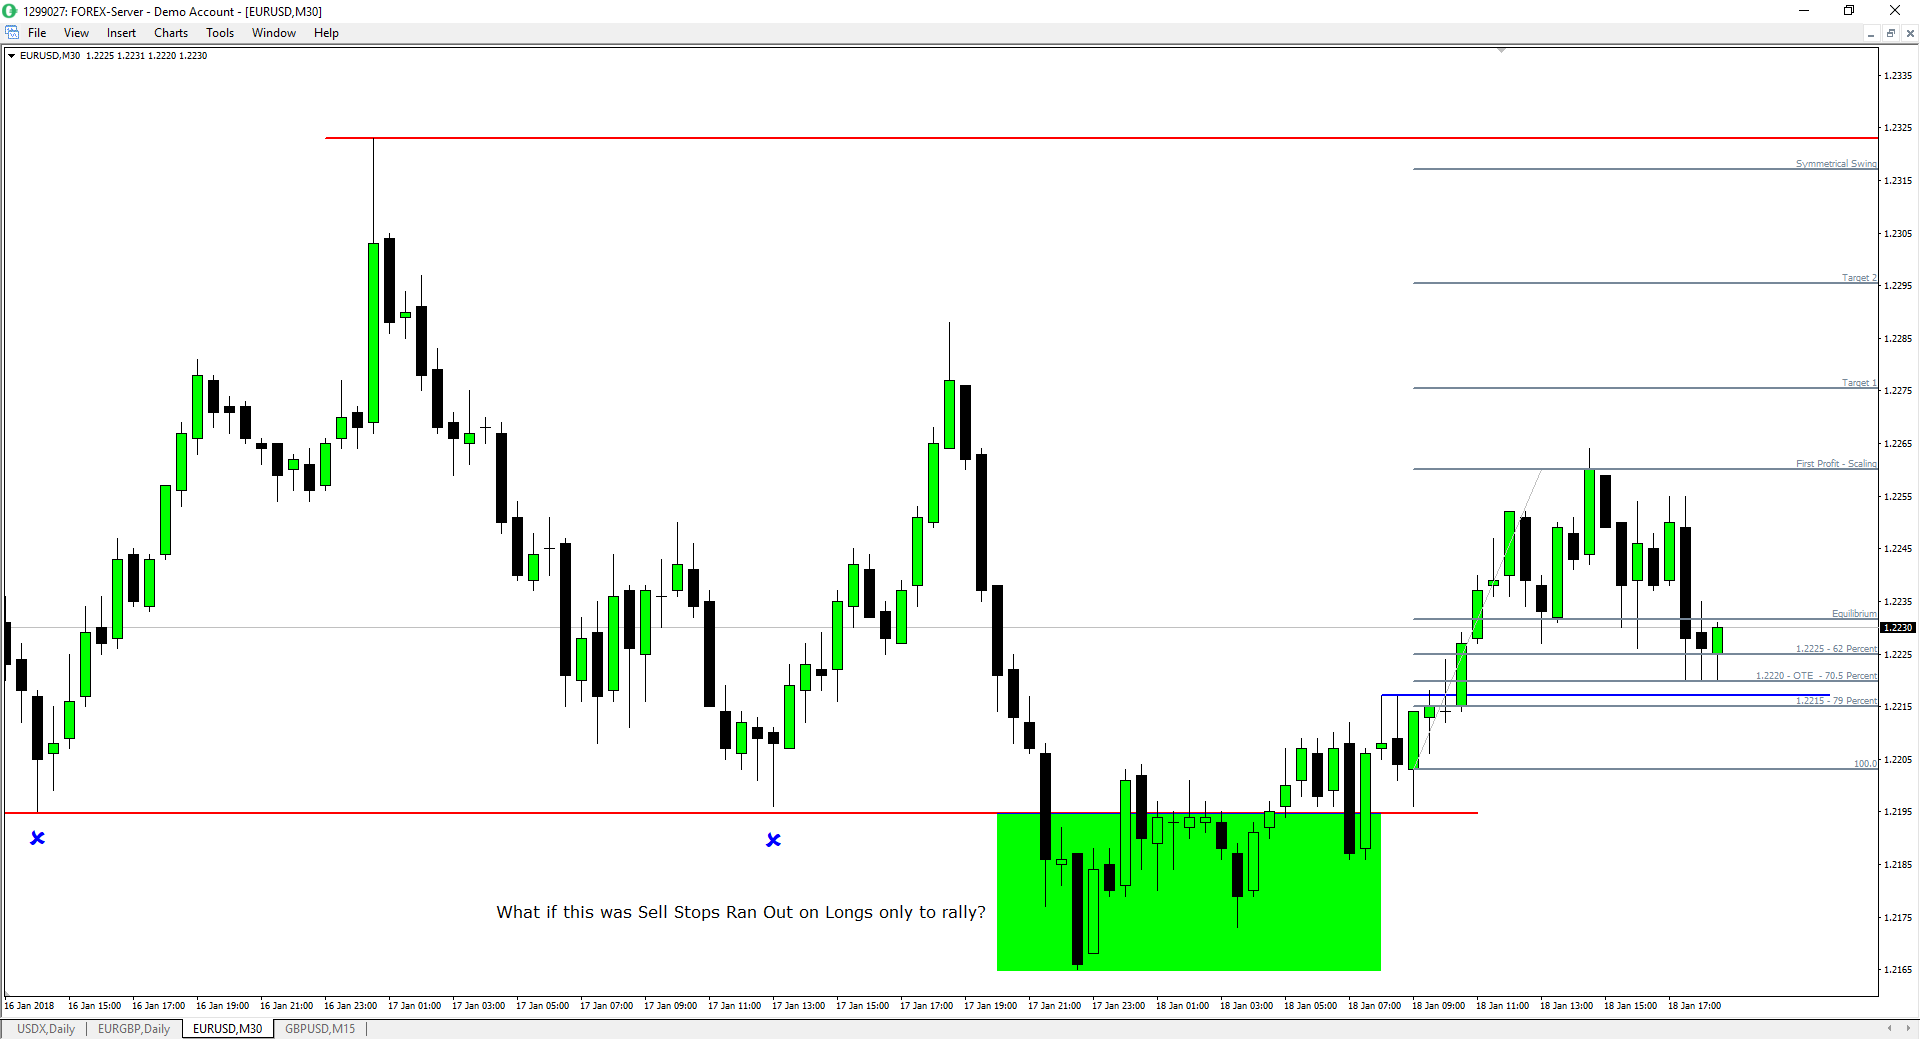 1299027: FOREX-Server - Demo Account - [EURUSD,M30]
File View Insert Charts Tools Window Help
EURUSD,M30 1.2225 1.2231 1.2220 1.2230
1.2335
1.2325
Symmetrical Swing
1.2315
1.2305
Target 2
1.2295
1.2285
Target 1
1.2275
1.2265
First Profit - Scaling
1.2255
1.2245
1.2235
Equilibrium
1.2230
1.2225 - 62 Percent
1.2225
1.2220 - OTE - 70.5 Percent
1.2215 - 79 Percent
1.2215
100.0
1.2205
1.2195
1.2185
What if this was Sell Stops Ran Out on Longs only to rally?
1.2175
1.2165
16 Jan 2018 16 Jan 15:00 16 Jan 17:00 16 Jan 19:00 16 Jan 21:00 16 Jan 23:00 17 Jan 01:00 17 Jan 03:00 17 Jan 05:00 17 Jan 07:00 17 Jan 09:00 17 Jan 11:00 17 Jan 13:00 17 Jan 15:00 17 Jan 17:00 17 Jan 19:00 17 Jan 21:00 17 Jan 23:00 18 Jan 01:00 18 Jan 03:00 18 Jan 05:00 18 Jan 07:00 18 Jan 09:00 18 Jan 11:00 18 Jan 13:00 18 Jan 15:00 18 Jan 17:00
USDX,Daily EURGBP,Daily EURUSD,M30 GBPUSD,M15